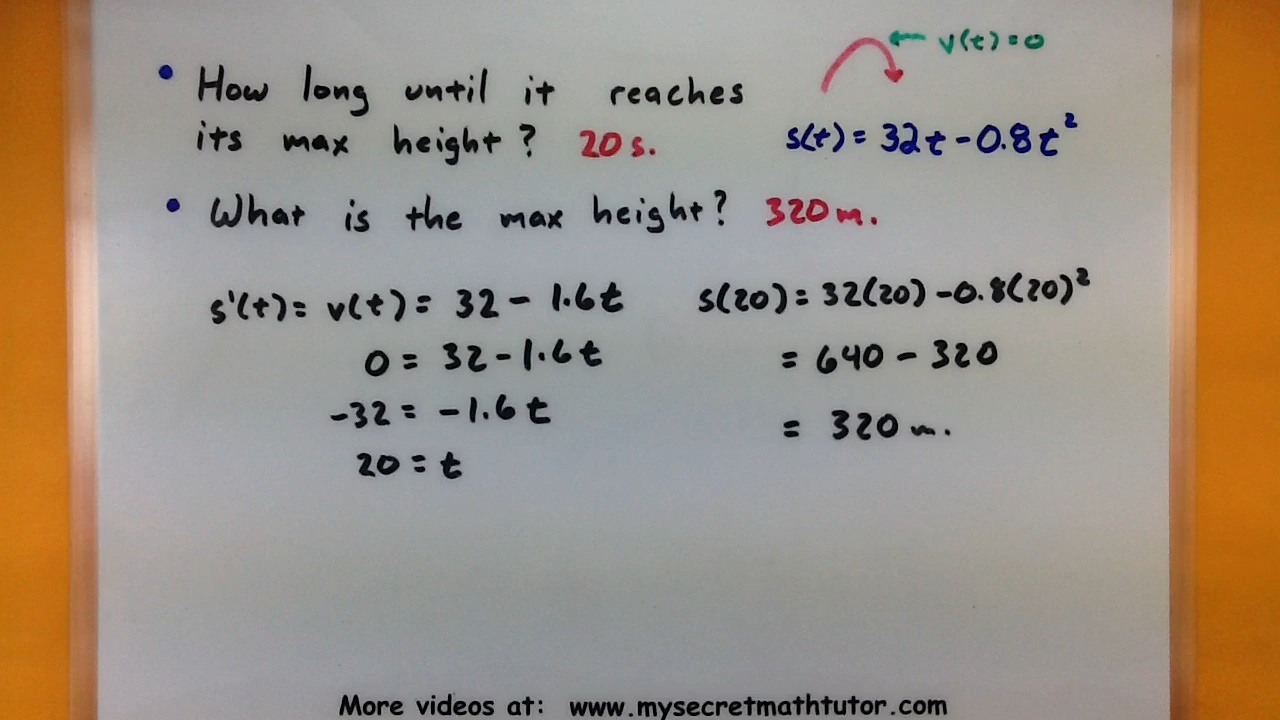 v(t)=0
• How long until it reaches
its max height? 20 s.
s(t) = 32t - 0.8t²
• What is the max height? 320 m.
s'(t) = v(t) = 32 - 1.6t
0 = 32 - 1.6t
-32 = -1.6t
20 = t
s(20) = 32(20) - 0.8(20)²
= 640 - 320
= 320 m.
More videos at: www.mysecretmathtutor.com